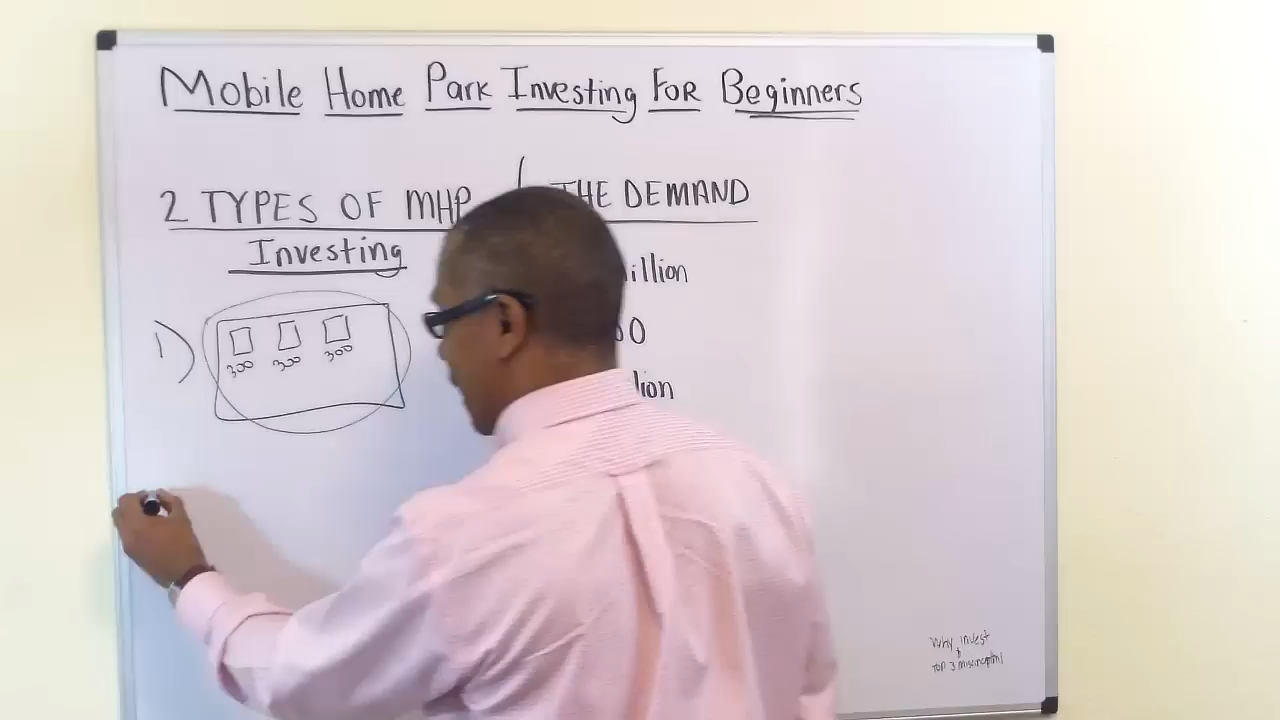 Mobile Home Park Investing FOR Beginners
2 TYPES OF MHP
Investing
1)
300 300 300
THE DEMAND
illion
0
lion
Why invest
+
TOP 3 misconceptions